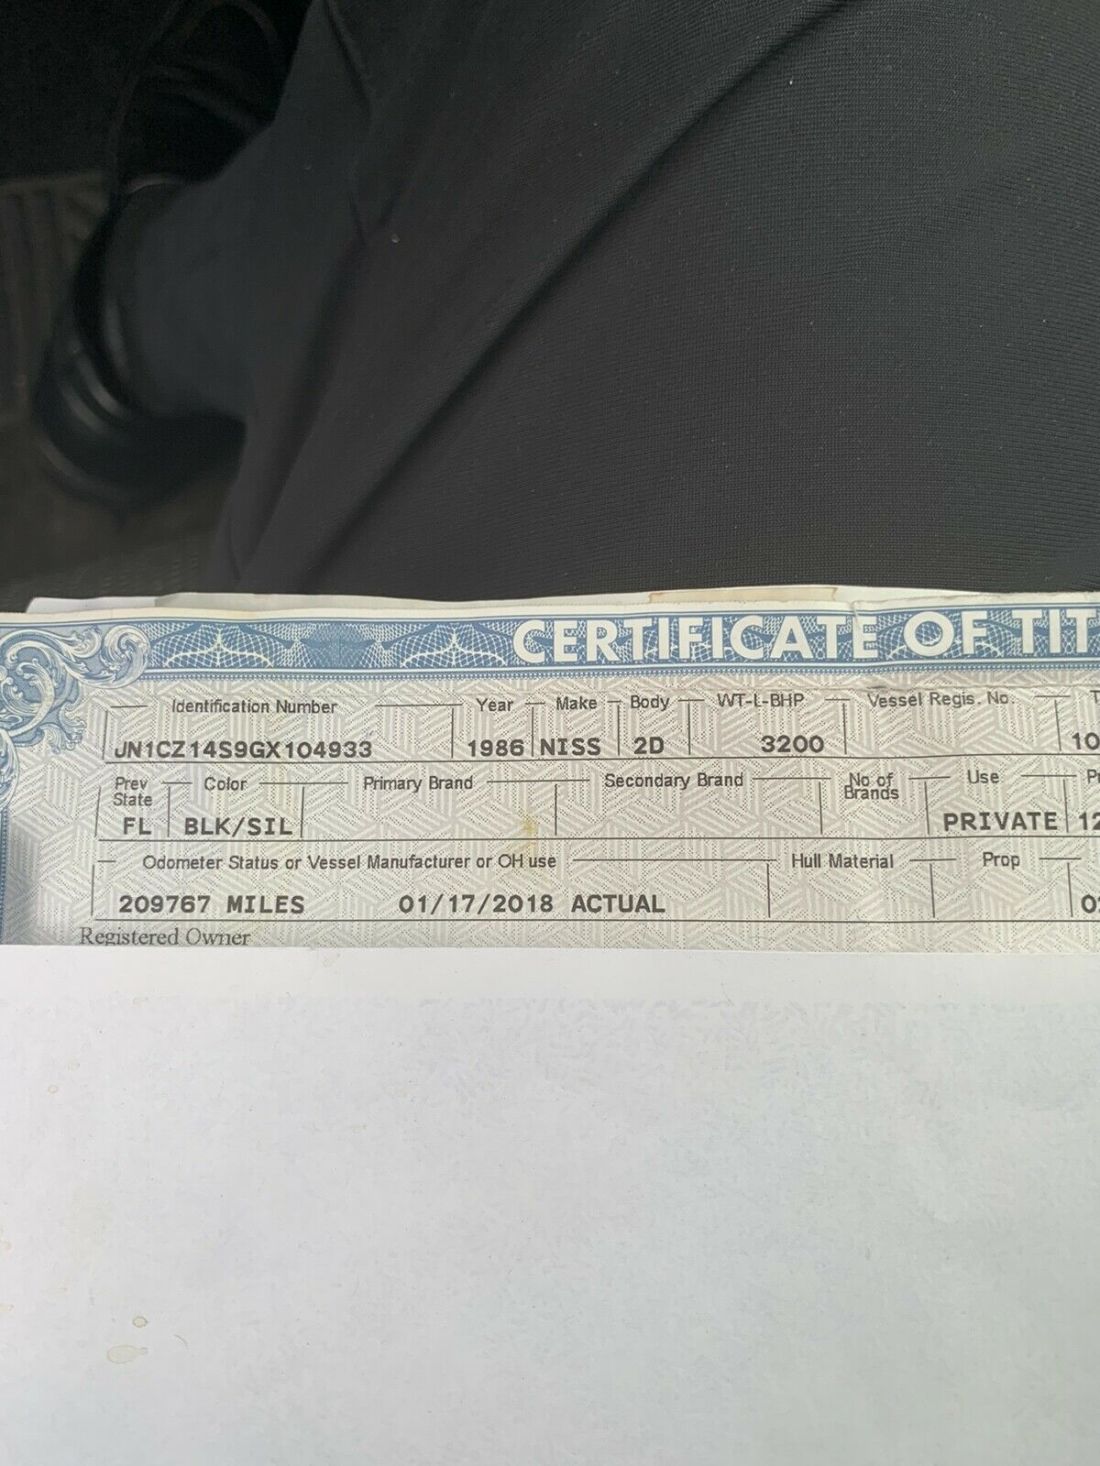 CERTIFICATE OF TIT
Identification Number Year Make Body WT-L-BHP Vessel Regis. No. T
JN1CZ14S9GX104933 1986 NISS 2D 3200 10
Prev State Color Primary Brand Secondary Brand No of Brands Use Pr
FL BLK/SIL PRIVATE 12
Odometer Status or Vessel Manufacturer or OH use Hull Material Prop
209767 MILES 01/17/2018 ACTUAL
Registered Owner